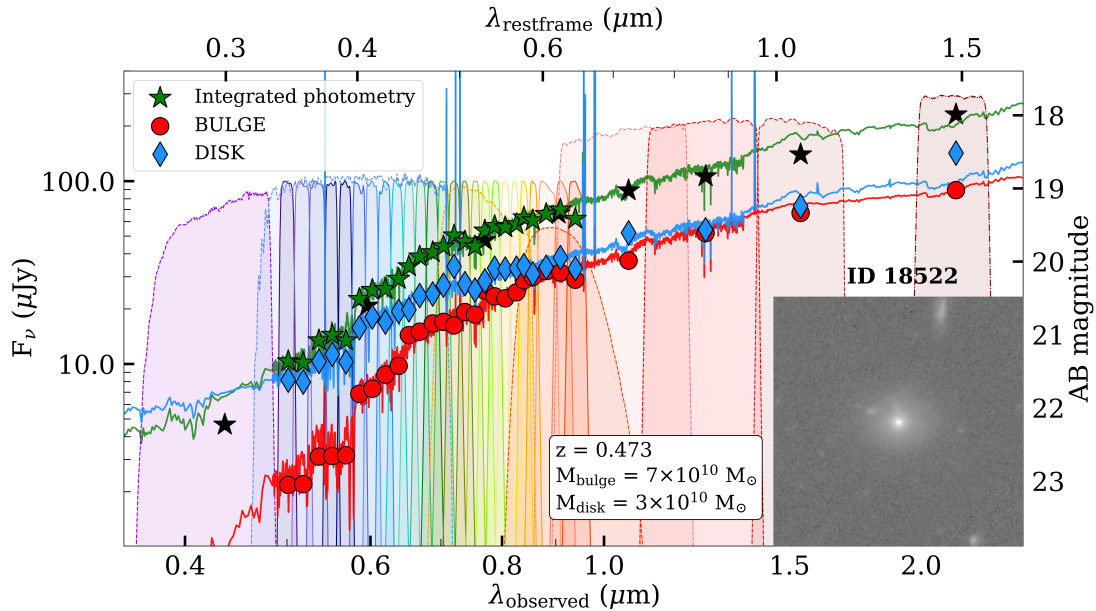 λrestframe (μm)
0.3 0.4 0.6 1.0 1.5
Integrated photometry
BULGE
DISK
100.0
10.0
Fν (μJy)
18
19
20
21
22
23
AB magnitude
ID 18522
z = 0.473
Mbulge = 7×10¹⁰ M⊙
Mdisk = 3×10¹⁰ M⊙
0.4 0.6 0.8 1.0 1.5 2.0
λobserved (μm)